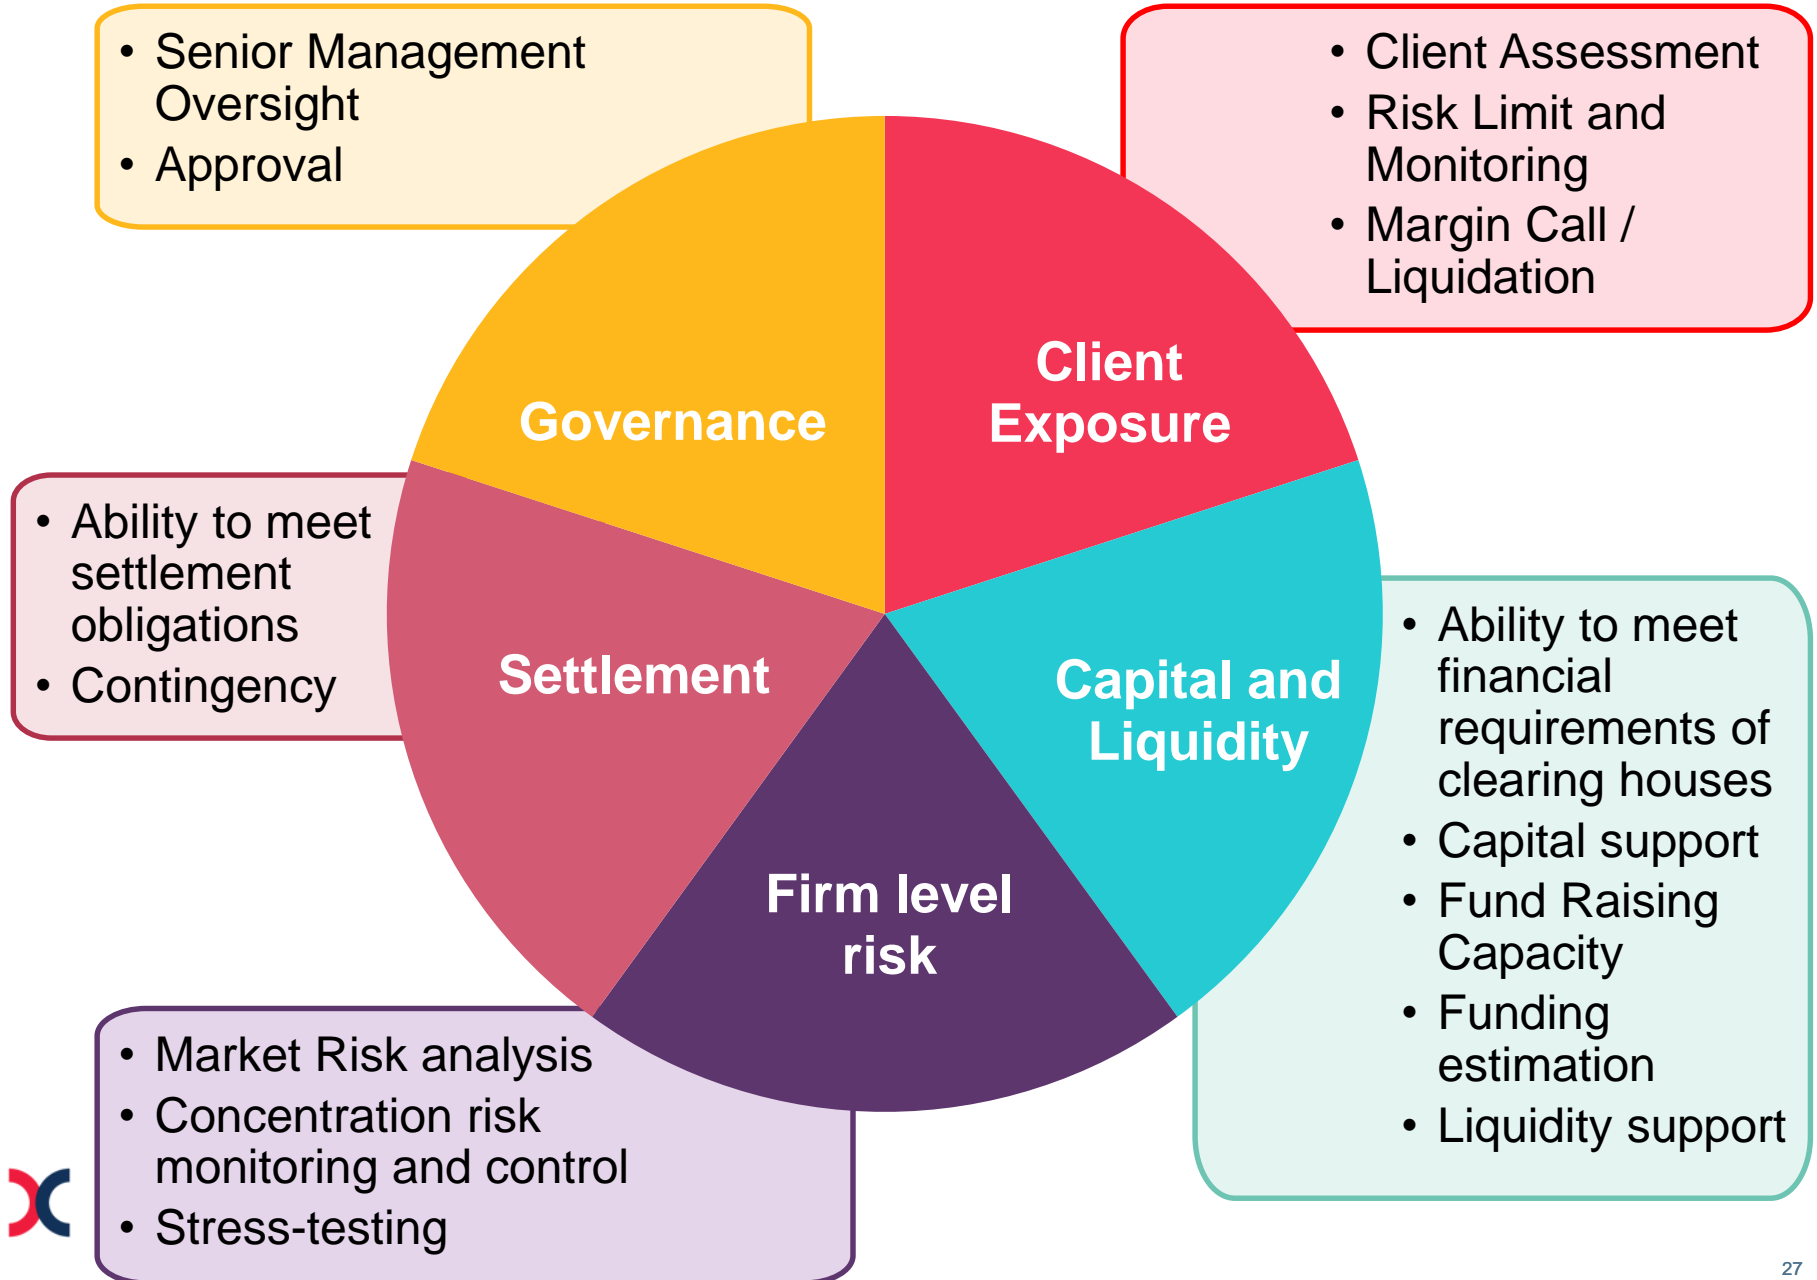 • Senior Management
Oversight
• Approval
• Client Assessment
• Risk Limit and
Monitoring
• Margin Call /
Liquidation
Governance
Client
Exposure
• Ability to meet
settlement
obligations
• Contingency
Settlement
Capital and
Liquidity
• Ability to meet
financial
requirements of
clearing houses
• Capital support
• Fund Raising
Capacity
• Funding
estimation
• Liquidity support
Firm level
risk
• Market Risk analysis
• Concentration risk
monitoring and control
• Stress-testing
27